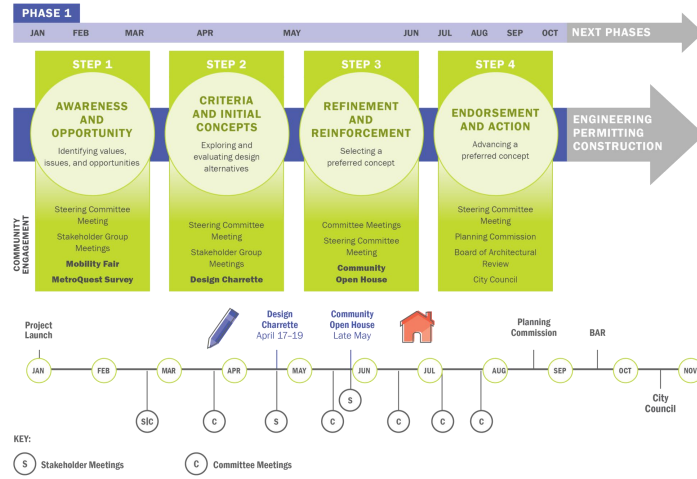 PHASE 1
JAN FEB MAR APR MAY JUN JUL AUG SEP OCT NEXT PHASES
STEP 1
AWARENESS
AND
OPPORTUNITY
Identifying values,
issues, and opportunities
STEP 2
CRITERIA
AND INITIAL
CONCEPTS
Exploring and
evaluating design
alternatives
STEP 3
REFINEMENT
AND
REINFORCEMENT
Selecting a
preferred concept
STEP 4
ENDORSEMENT
AND ACTION
Advancing a
preferred concept
ENGINEERING
PERMITTING
CONSTRUCTION
COMMUNITY
ENGAGEMENT
Steering Committee
Meeting
Stakeholder Group
Meetings
Mobility Fair
MetroQuest Survey
Steering Committee
Meeting
Stakeholder Group
Meetings
Design Charrette
Committee Meetings
Steering Committee
Meeting
Community
Open House
Steering Committee
Meeting
Planning Commission
Board of Architectural
Review
City Council
Project
Launch
Design
Charrette
April 17–19
Community
Open House
Late May
Planning
Commission
BAR
JAN FEB MAR APR MAY JUN JUL AUG SEP OCT NOV
S|C C S C S C C C
City
Council
KEY:
S Stakeholder Meetings
C Committee Meetings